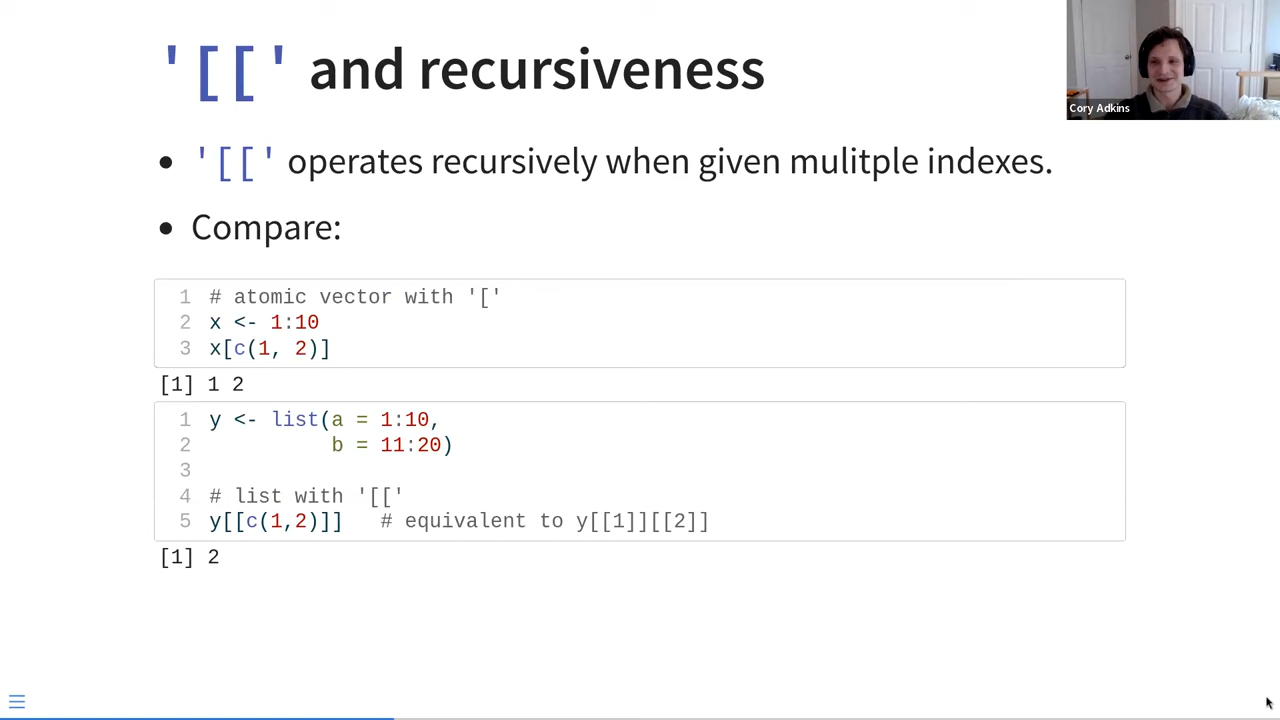 '[[' and recursiveness
Cory Adkins
• '[[' operates recursively when given mulitple indexes.
• Compare:
1 # atomic vector with '['
2 x <- 1:10
3 x[c(1, 2)]
[1] 1 2
1 y <- list(a = 1:10,
2           b = 11:20)
3
4 # list with '[['
5 y[[c(1,2)]]   # equivalent to y[[1]][[2]]
[1] 2